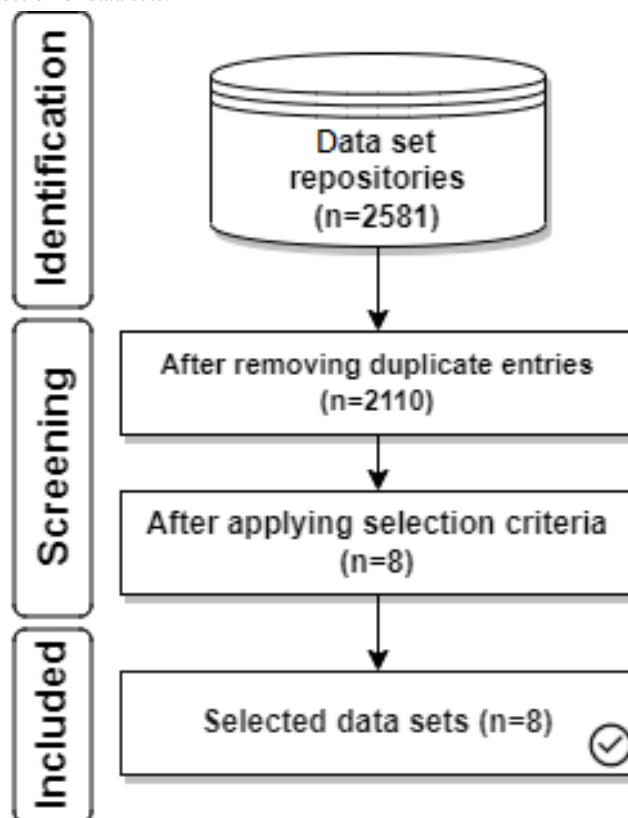 Identification
Data set
repositories
(n=2581)
Screening
After removing duplicate entries
(n=2110)
After applying selection criteria
(n=8)
Included
Selected data sets (n=8)